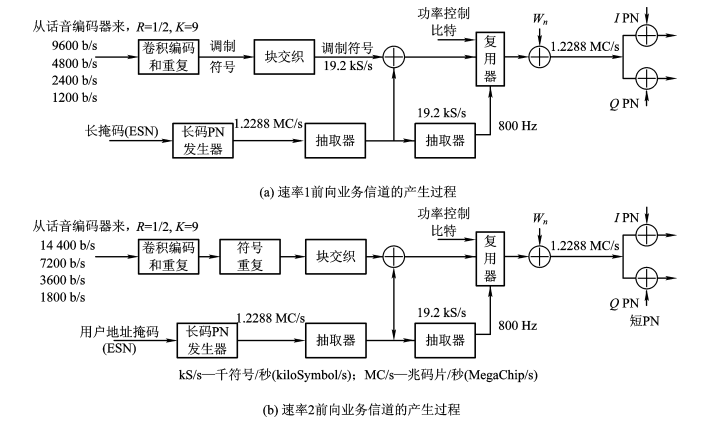 从话音编码器来,
R=1/2, K=9
9600 b/s
4800 b/s
2400 b/s
1200 b/s
卷积编码
和重复
调制
符号
块交织
调制符号
19.2 kS/s
功率控制
比特
复
用
器
Wn
1.2288 MC/s
I PN
Q PN
长掩码(ESN)
长码PN
发生器
1.2288 MC/s
抽取器
19.2 kS/s
抽取器
800 Hz
(a) 速率1前向业务信道的产生过程
从话音编码器来,
R=1/2, K=9
14 400 b/s
7200 b/s
3600 b/s
1800 b/s
卷积编码
和重复
符号
重复
块交织
功率控制
比特
复
用
器
Wn
1.2288 MC/s
I PN
Q PN
短PN
用户地址掩码
(ESN)
长码PN
发生器
1.2288 MC/s
抽取器
19.2 kS/s
抽取器
800 Hz
kS/s—千符号/秒(kiloSymbol/s); MC/s—兆码片/秒(MegaChip/s)
(b) 速率2前向业务信道的产生过程